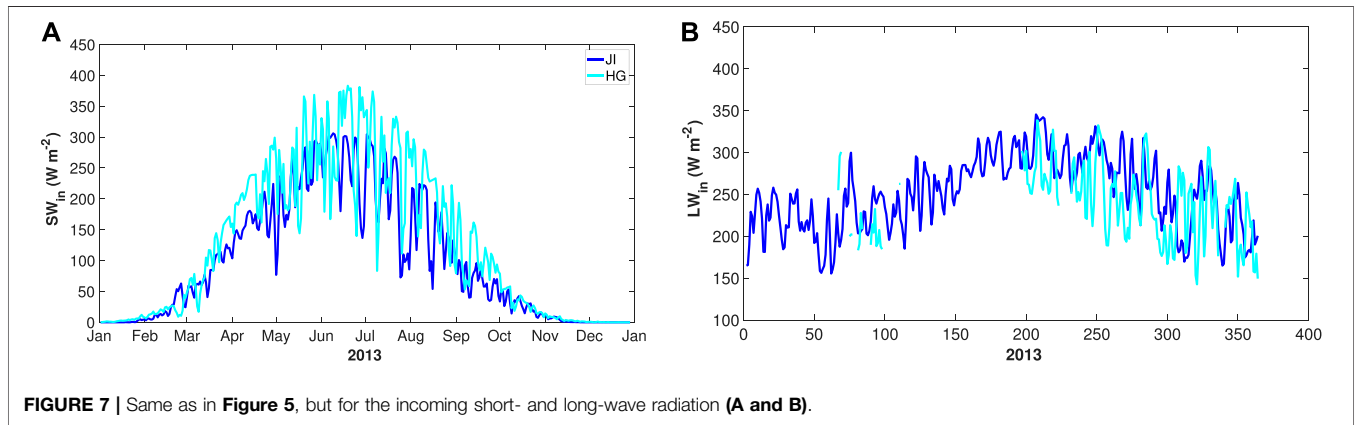 A
SW_in (W m^-2)
450
400
350
300
250
200
150
100
50
0
Jan Feb Mar Apr May Jun Jul Aug Sep Oct Nov Dec Jan
2013
JI
HG
B
LW_in (W m^-2)
450
400
350
300
250
200
150
100
0 50 100 150 200 250 300 350 400
2013
FIGURE 7 | Same as in Figure 5, but for the incoming short- and long-wave radiation (A and B).